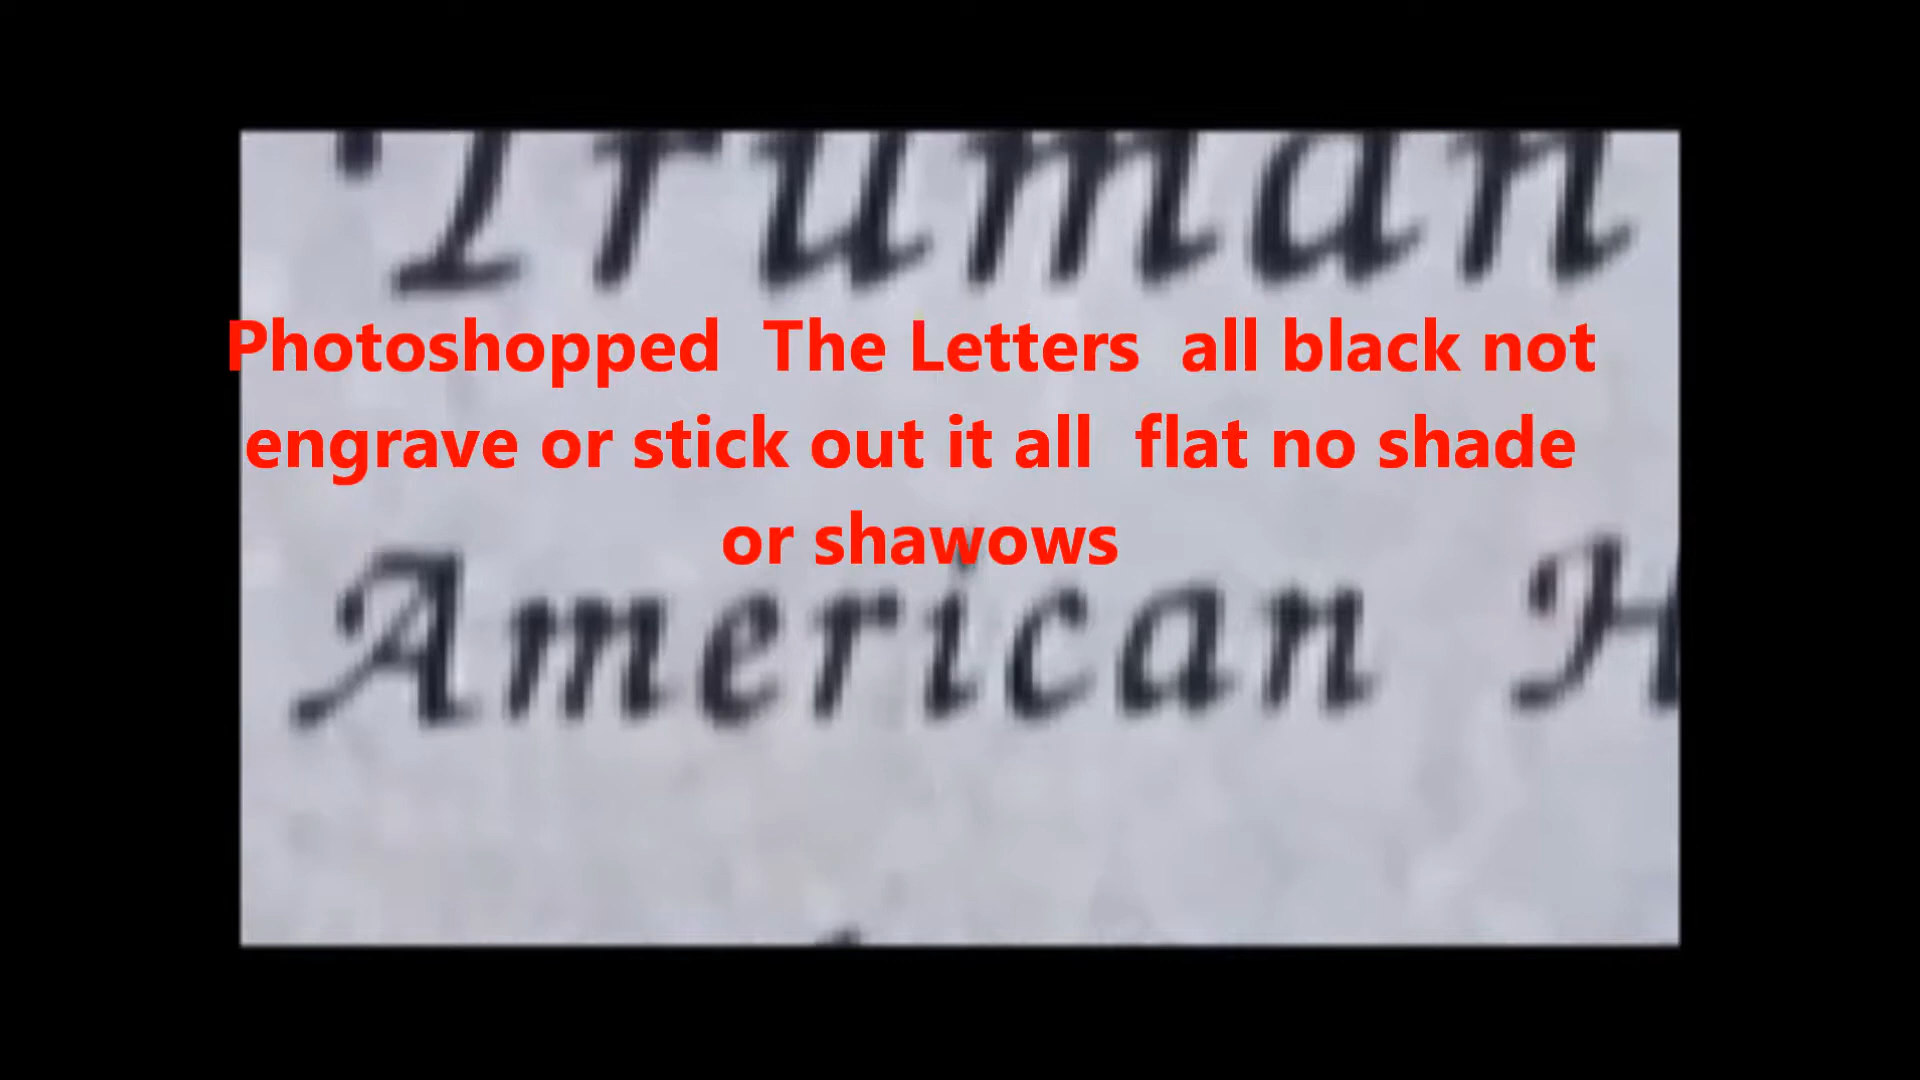 Truman
Photoshopped The Letters all black not
engrave or stick out it all flat no shade
or shawows
American H